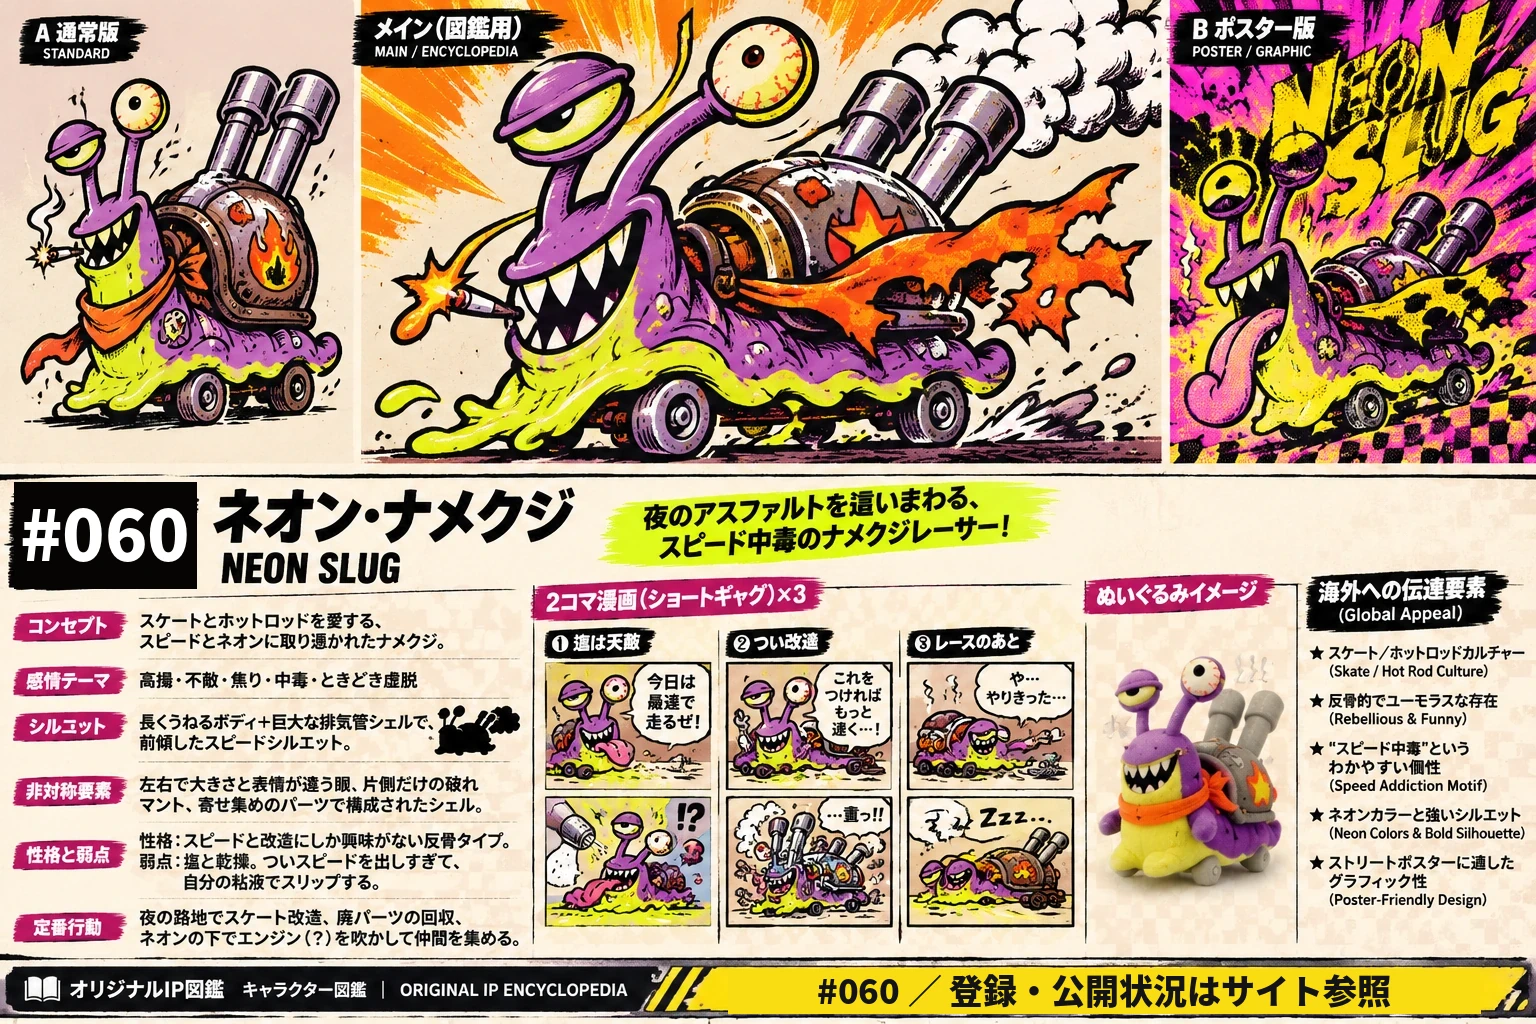 A 通常版
STANDARD
メイン(図鑑用)
MAIN / ENCYCLOPEDIA
B ポスター版
POSTER / GRAPHIC
NEON
SLUG
#060
ネオン・ナメクジ
NEON SLUG
夜のアスファルトを這いまわる、
スピード中毒のナメクジレーサー!
コンセプト
スケートとホットロッドを愛する、
スピードとネオンに取り憑かれたナメクジ。
感情テーマ
高揚・不敵・焦り・中毒・ときどき虚脱
シルエット
長くうねるボディ+巨大な排気管シェルで、
前傾したスピードシルエット。
非対称要素
左右で大きさと表情が違う眼、片側だけの破れ
マント、寄せ集めのパーツで構成されたシェル。
性格と弱点
性格:スピードと改造にしか興味がない反骨タイプ。
弱点:塩と乾操。ついスピードを出しすぎて、
自分の粘液でスリップする。
定番行動
夜の路地でスケート改造、廃パーツの回収、
ネオンの下でエンジン(?)を吹かして仲間を集める。
2コマ漫画(ショートギャグ)×3
1 塩は天敵
今日は
最速で
走るぜ!
!?
2 つい改造
これを
つければ
もっと
速く…!
…重っ!!
3 レースのあと
や…
やりきった…
Zzz...
ぬいぐるみイメージ
海外への伝達要素
(Global Appeal)
★ スケート/ホットロッドカルチャー
(Skate / Hot Rod Culture)
★ 反骨的でユーモラスな存在
(Rebellious & Funny)
★ "スピード中毒"という
わかやすい個性
(Speed Addiction Motif)
★ ネオンカラーと強いシルエット
(Neon Colors & Bold Silhouette)
★ ストリートポスターに適した
グラフィック性
(Poster-Friendly Design)
オリジナルIP図鑑 キャラクター図鑑 | ORIGINAL IP ENCYCLOPEDIA
#060 / 登録・公開状況はサイト参照